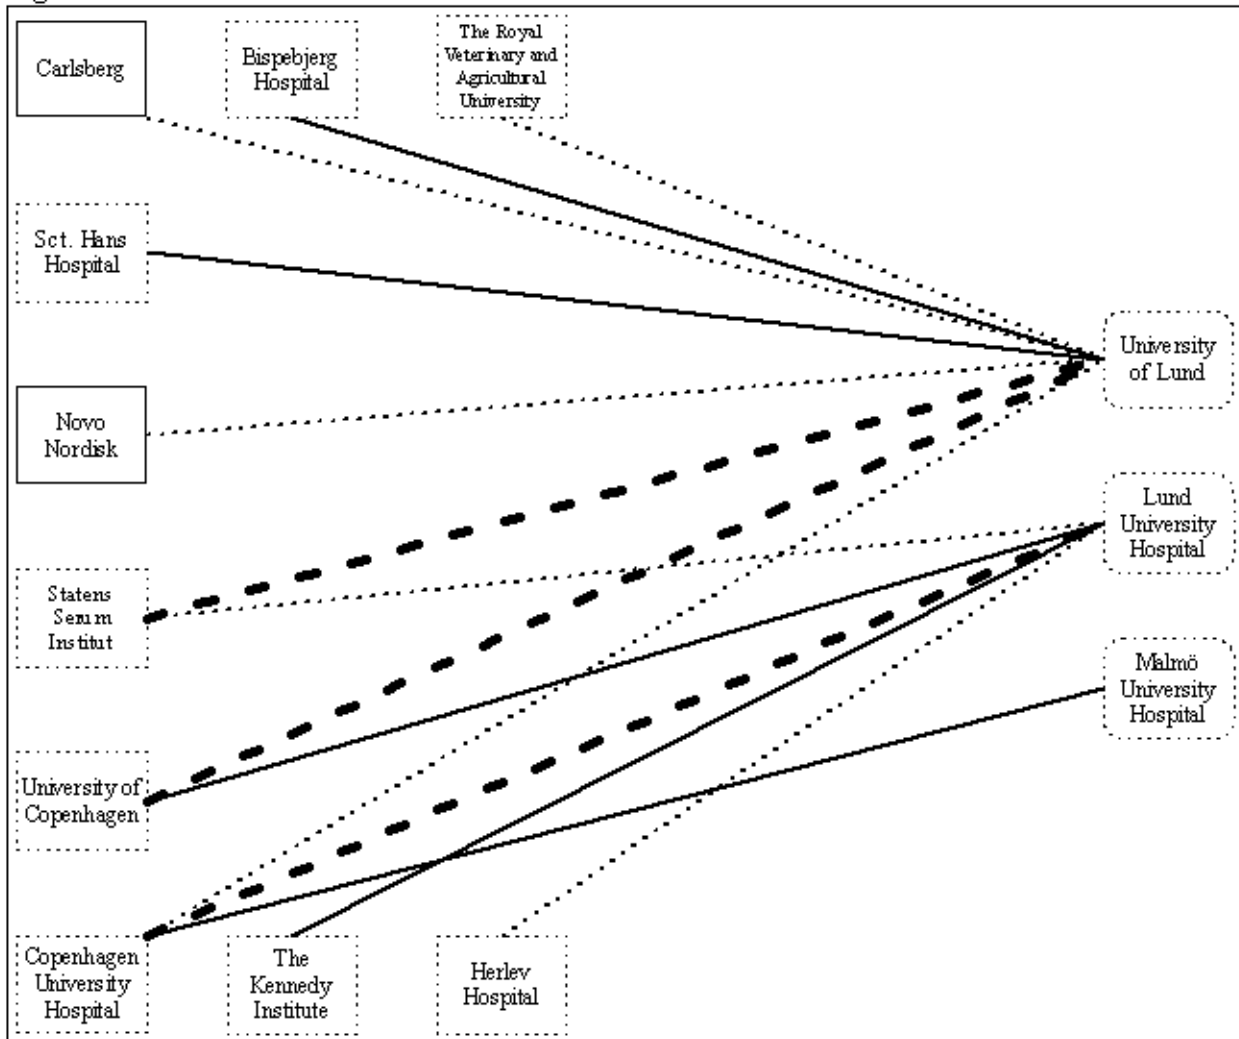 Carlsberg
Bispebjerg
Hospital
The Royal
Veterinary and
Agricultural
University
Sct. Hans
Hospital
University
of Lund
Novo
Nordisk
Lund
University
Hospital
Statens
Serum
Institut
Malmö
University
Hospital
University of
Copenhagen
Copenhagen
University
Hospital
The
Kennedy
Institute
Herlev
Hospital